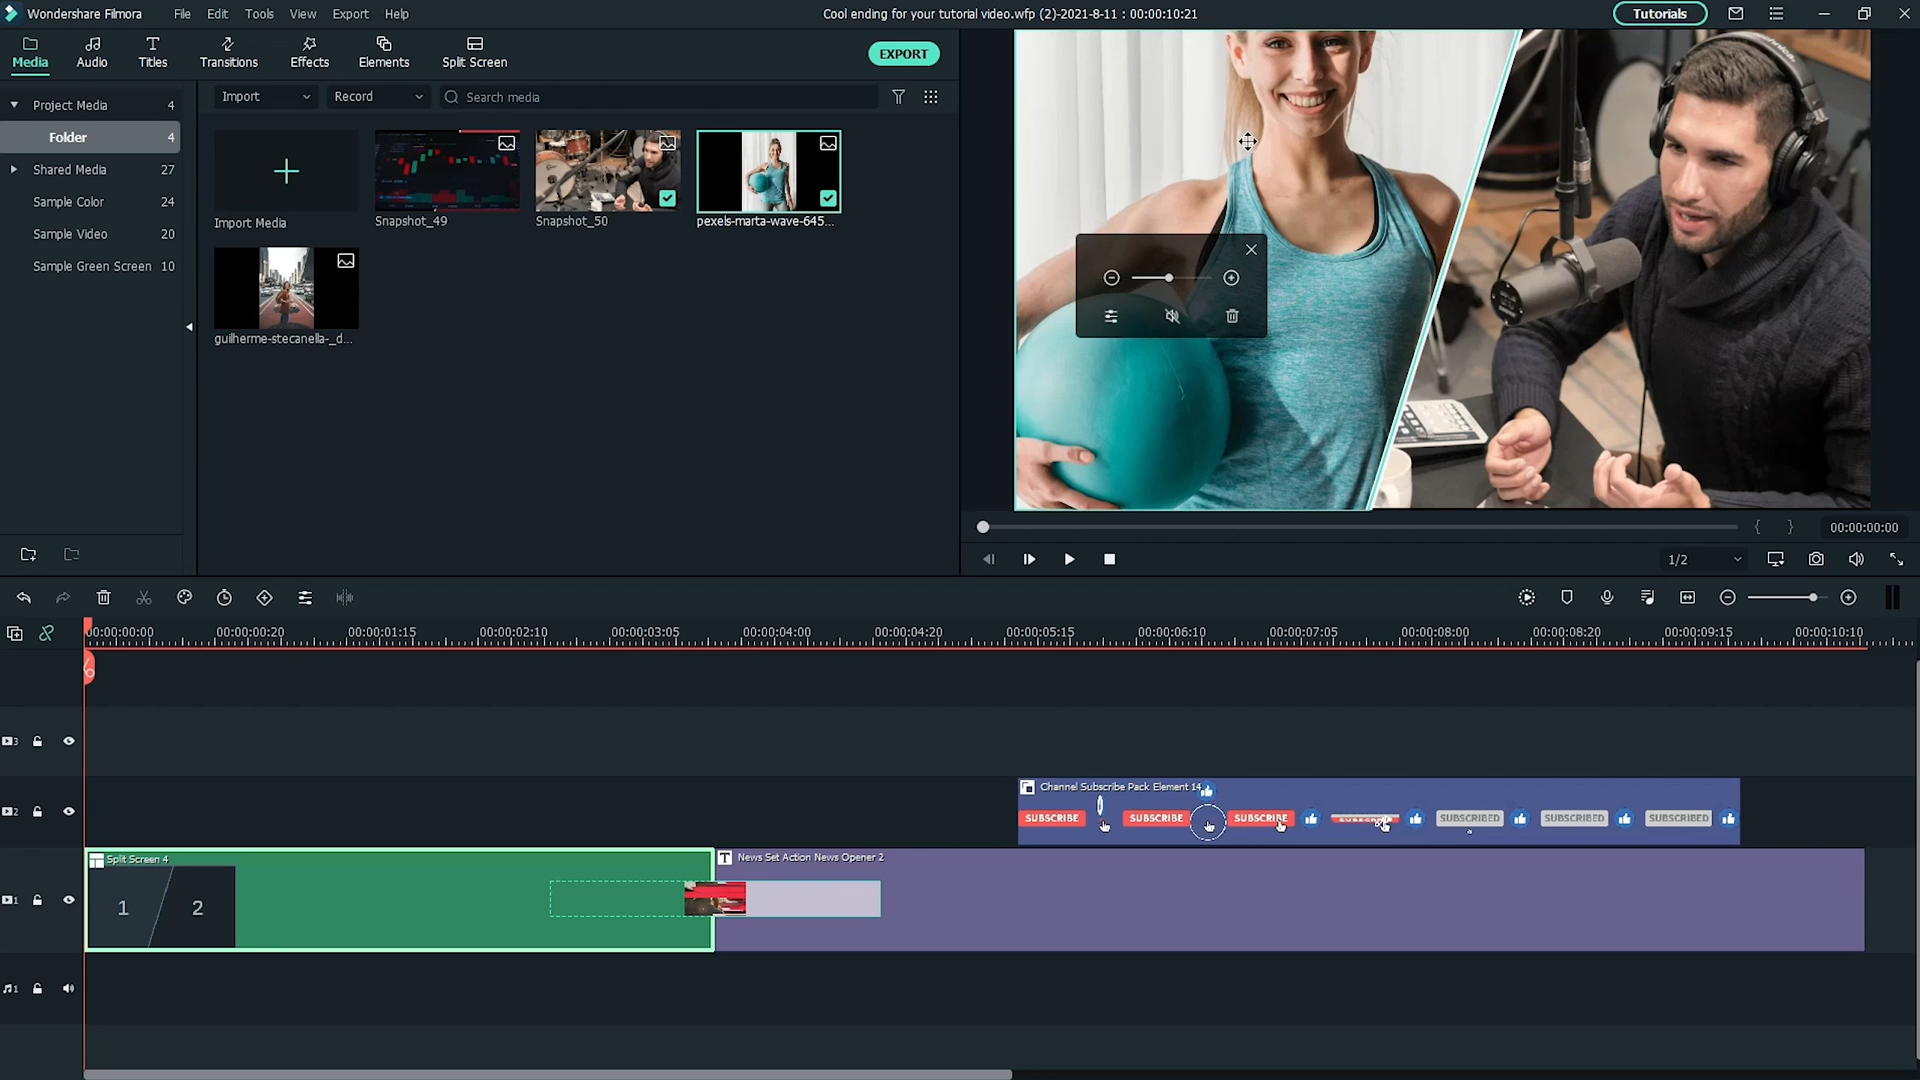 Wondershare Filmora File Edit Tools View Export Help
Cool ending for your tutorial video.wfp (2)-2021-8-11 : 00:00:10:21
Tutorials
Media Audio Titles Transitions Effects Elements Split Screen
EXPORT
Project Media 4
Folder 4
Shared Media 27
Sample Color 24
Sample Video 20
Sample Green Screen 10
Import Record Search media
Import Media
Snapshot_49
Snapshot_50
pexels-marta-wave-645...
guilherme-stecanella-_d...
00:00:00:00
1/2
00:00:00:00 00:00:00:20 00:00:01:15 00:00:02:10 00:00:03:05 00:00:04:00 00:00:04:20 00:00:05:15 00:00:06:10 00:00:07:05 00:00:08:00 00:00:08:20 00:00:09:15 00:00:10:10
3
2
Channel Subscribe Pack Element 14
SUBSCRIBE SUBSCRIBE SUBSCRIBE SUBSCRIBED SUBSCRIBED SUBSCRIBED
1
Split Screen 4
1 2
News Set Action News Opener 2
1